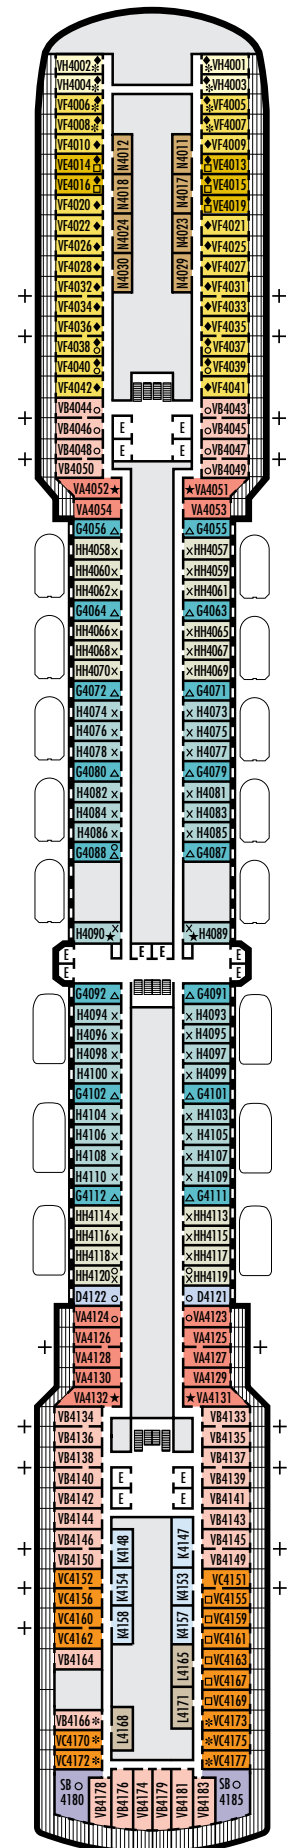 VH4002 VH4001
VH4004 VH4003
VF4006 VF4005
VF4008 VF4007
VF4010 N4012 N4011 VF4009
VE4014 VE4013
VE4016 N4018 N4017 VE4015
VF4020 VE4019
VF4022 N4024 N4023 VF4021
VF4026 VF4025
VF4028 N4030 N4029 VF4027
VF4032 VF4031
VF4034 VF4033
VF4036 VF4035
VF4038 VF4037
VF4040 VF4039
VF4042 VF4041
VB4044 VB4043
VB4046 E E VB4045
VB4048 E E VB4047
VB4050 VB4049
VA4052 VA4051
VA4054 VA4053
G4056 G4055
HH4058 HH4057
HH4060 HH4059
HH4062 HH4061
G4064 G4063
HH4066 HH4065
HH4068 HH4067
HH4070 HH4069
G4072 G4071
H4074 H4073
H4076 H4075
H4078 H4077
G4080 G4079
H4082 H4081
H4084 H4083
H4086 H4085
G4088 G4087
H4090 H4089
E E E E
E E
G4092 G4091
H4094 H4093
H4096 H4095
H4098 H4097
H4100 H4099
G4102 G4101
H4104 H4103
H4106 H4105
H4108 H4107
H4110 H4109
G4112 G4111
HH4114 HH4113
HH4116 HH4115
HH4118 HH4117
HH4120 HH4119
D4122 D4121
VA4124 VA4123
VA4126 VA4125
VA4128 VA4127
VA4130 VA4129
VA4132 VA4131
VB4134 VB4133
VB4136 VB4135
VB4138 VB4137
VB4140 E E VB4139
VB4142 E E VB4141
VB4144 VB4143
VB4146 K4148 K4147 VB4145
VB4150 VB4149
VC4152 K4154 K4153 VC4151
VC4156 VC4155
VC4160 K4158 K4157 VC4159
VC4162 VC4161
VB4164 L4165 VC4163
VC4167
L4171 VC4169
VB4166 L4168 VC4173
VC4170 VC4175
VC4172 VC4177
SB 4180 VB4178 VB4176 VB4174 VB4179 VB4181 VB4183 SB 4185